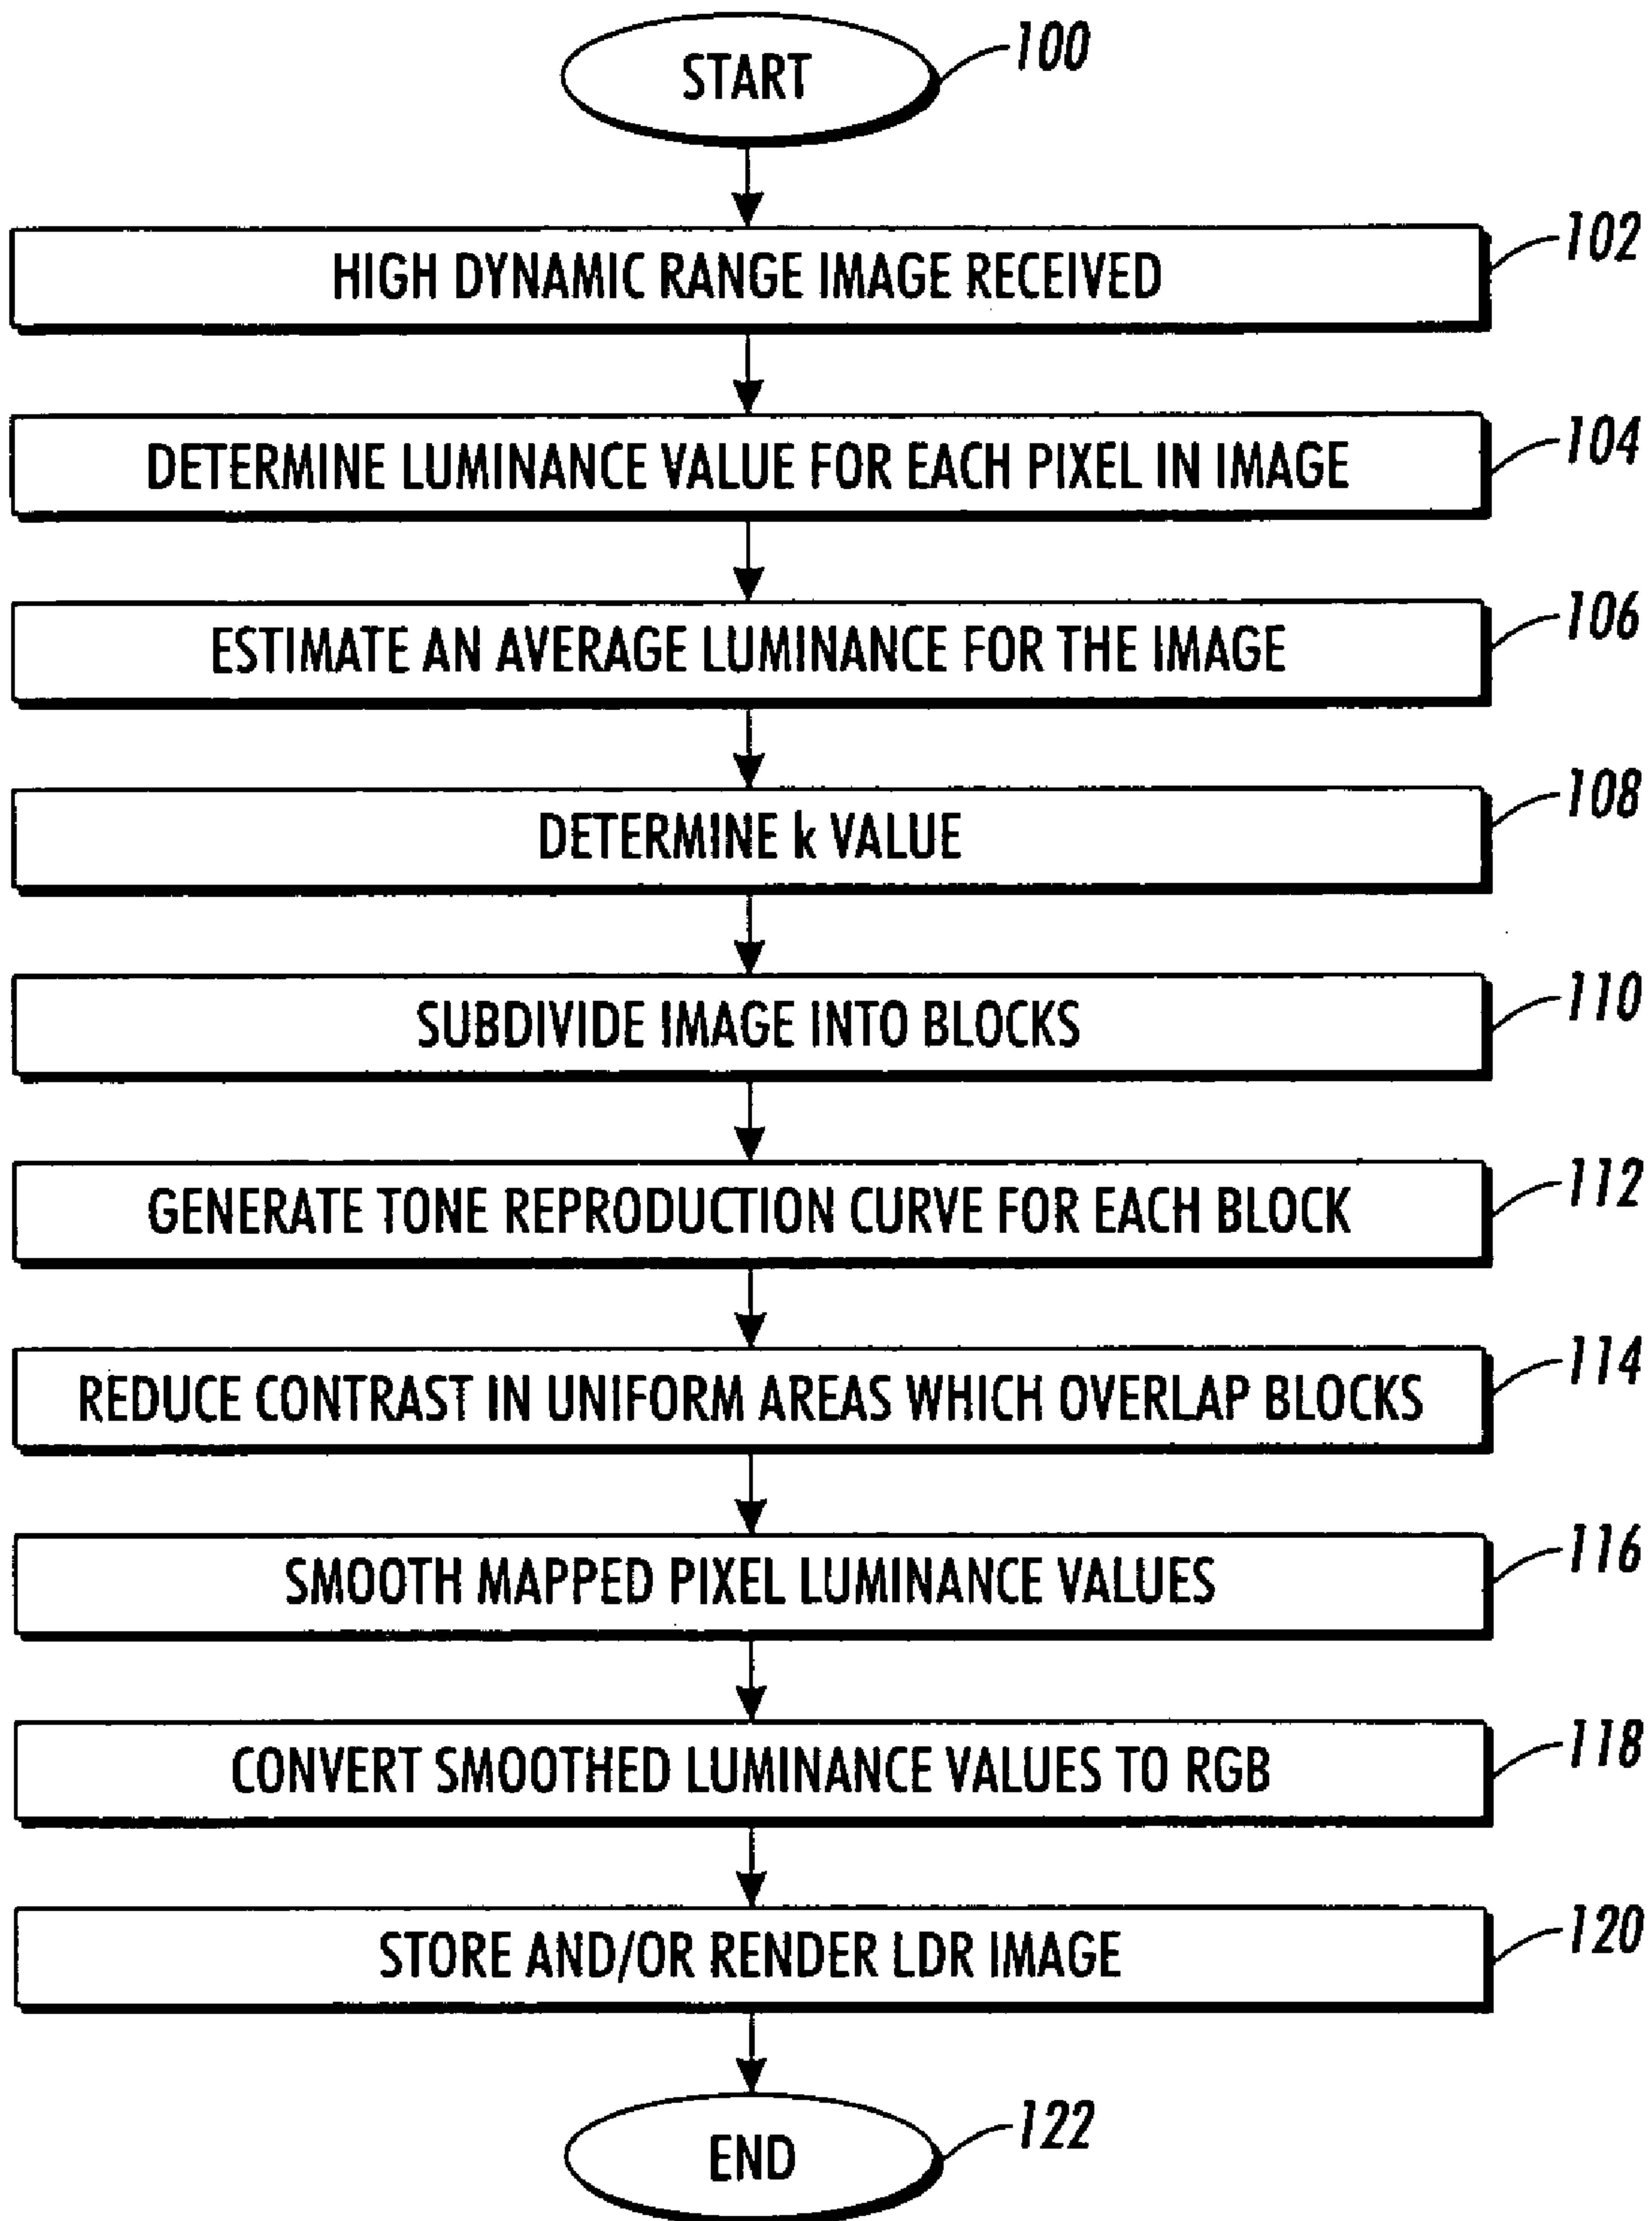 START 100
HIGH DYNAMIC RANGE IMAGE RECEIVED 102
DETERMINE LUMINANCE VALUE FOR EACH PIXEL IN IMAGE 104
ESTIMATE AN AVERAGE LUMINANCE FOR THE IMAGE 106
DETERMINE k VALUE 108
SUBDIVIDE IMAGE INTO BLOCKS 110
GENERATE TONE REPRODUCTION CURVE FOR EACH BLOCK 112
REDUCE CONTRAST IN UNIFORM AREAS WHICH OVERLAP BLOCKS 114
SMOOTH MAPPED PIXEL LUMINANCE VALUES 116
CONVERT SMOOTHED LUMINANCE VALUES TO RGB 118
STORE AND/OR RENDER LDR IMAGE 120
END 122